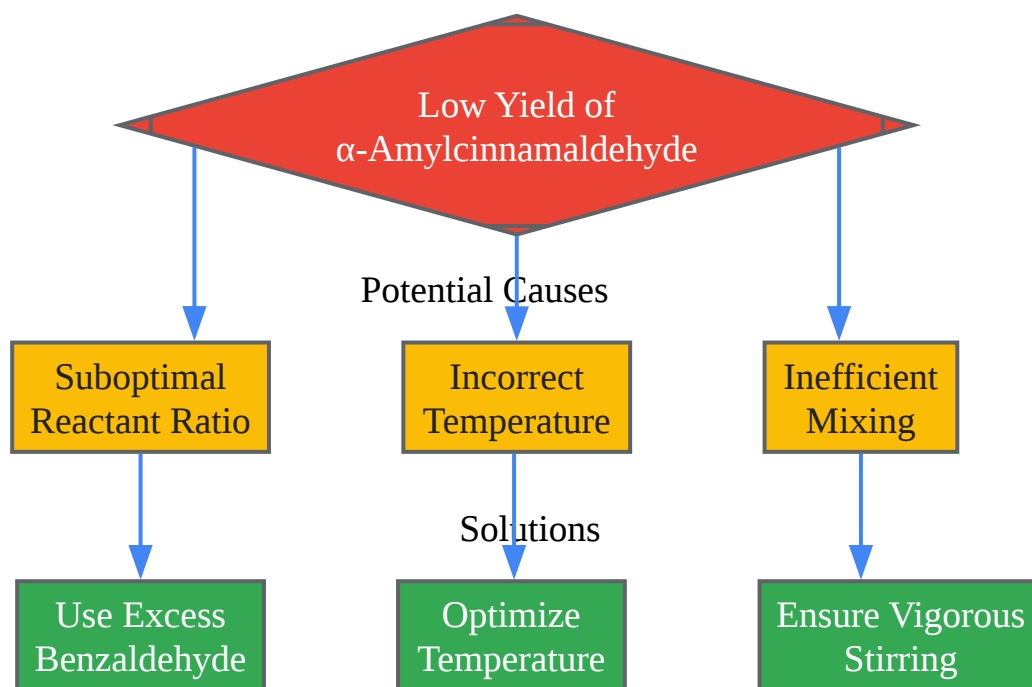 Low Yield of
α-Amylcinnamaldehyde
Potential Causes
Suboptimal
Reactant Ratio
Incorrect
Temperature
Inefficient
Mixing
Solutions
Use Excess
Benzaldehyde
Optimize
Temperature
Ensure Vigorous
Stirring